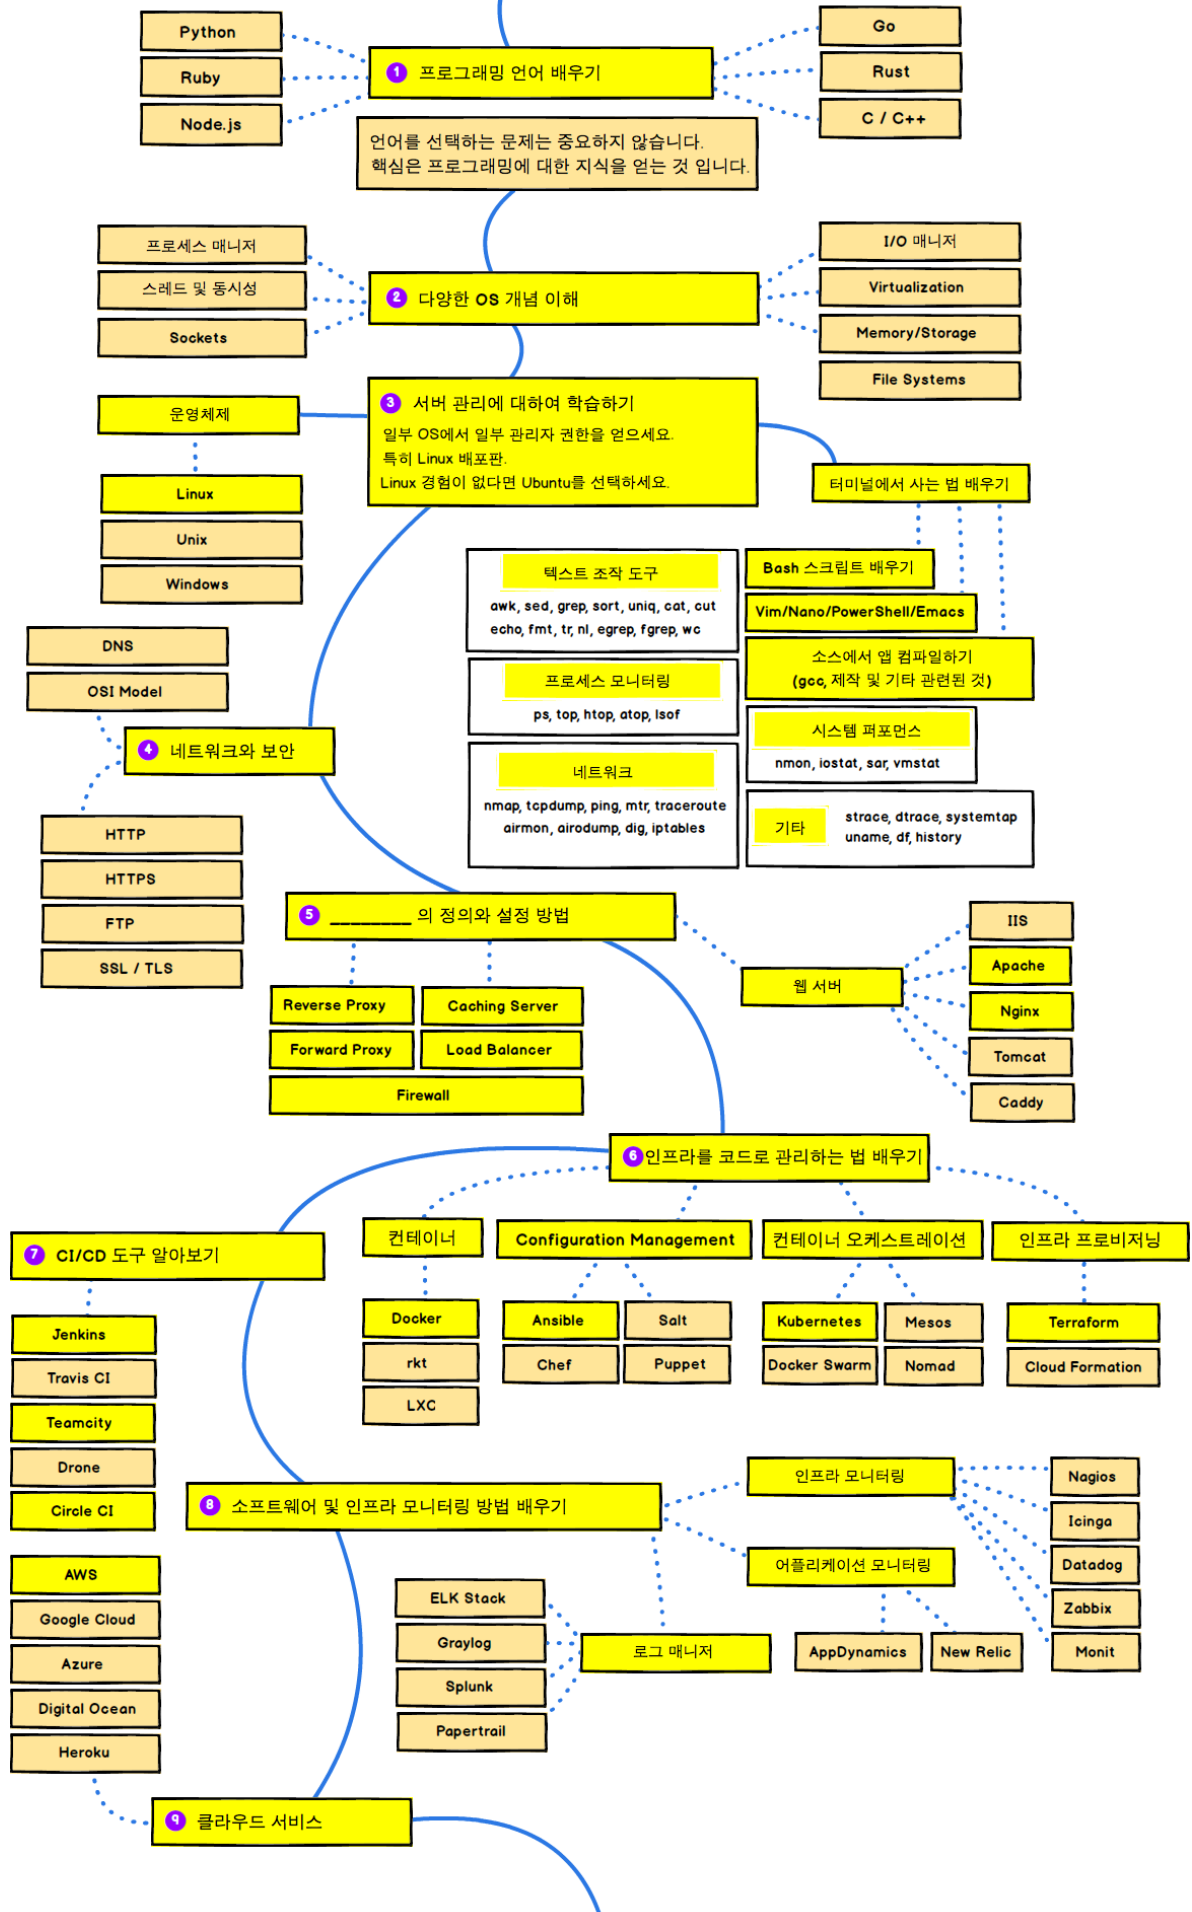 Python
Ruby
Node.js
1 프로그래밍 언어 배우기
Go
Rust
C / C++
언어를 선택하는 문제는 중요하지 않습니다.
핵심은 프로그래밍에 대한 지식을 얻는 것 입니다.
프로세스 매니저
스레드 및 동시성
Sockets
2 다양한 OS 개념 이해
I/O 매니저
Virtualization
Memory/Storage
File Systems
3 서버 관리에 대하여 학습하기
일부 OS에서 일부 관리자 권한을 얻으세요.
특히 Linux 배포판.
Linux 경험이 없다면 Ubuntu를 선택하세요.
운영체제
Linux
Unix
Windows
터미널에서 사는 법 배우기
Bash 스크립트 배우기
Vim/Nano/PowerShell/Emacs
소스에서 앱 컴파일하기
(gcc, 제작 및 기타 관련된 것)
텍스트 조작 도구
awk, sed, grep, sort, uniq, cat, cut
echo, fmt, tr, nl, egrep, fgrep, wc
프로세스 모니터링
ps, top, htop, atop, lsof
시스템 퍼포먼스
nmon, iostat, sar, vmstat
네트워크
nmap, tcpdump, ping, mtr, traceroute
airmon, airodump, dig, iptables
기타
strace, dtrace, systemtap
uname, df, history
DNS
OSI Model
4 네트워크와 보안
HTTP
HTTPS
FTP
SSL / TLS
5 _________ 의 정의와 설정 방법
Reverse Proxy
Caching Server
Forward Proxy
Load Balancer
Firewall
웹 서버
IIS
Apache
Nginx
Tomcat
Caddy
6 인프라를 코드로 관리하는 법 배우기
컨테이너
Docker
rkt
LXC
Configuration Management
Ansible
Salt
Chef
Puppet
컨테이너 오케스트레이션
Kubernetes
Mesos
Docker Swarm
Nomad
인프라 프로비저닝
Terraform
Cloud Formation
7 CI/CD 도구 알아보기
Jenkins
Travis CI
Teamcity
Drone
Circle CI
8 소프트웨어 및 인프라 모니터링 방법 배우기
인프라 모니터링
Nagios
Icinga
Datadog
Zabbix
Monit
어플리케이션 모니터링
AppDynamics
New Relic
로그 매니저
ELK Stack
Graylog
Splunk
Papertrail
AWS
Google Cloud
Azure
Digital Ocean
Heroku
9 클라우드 서비스